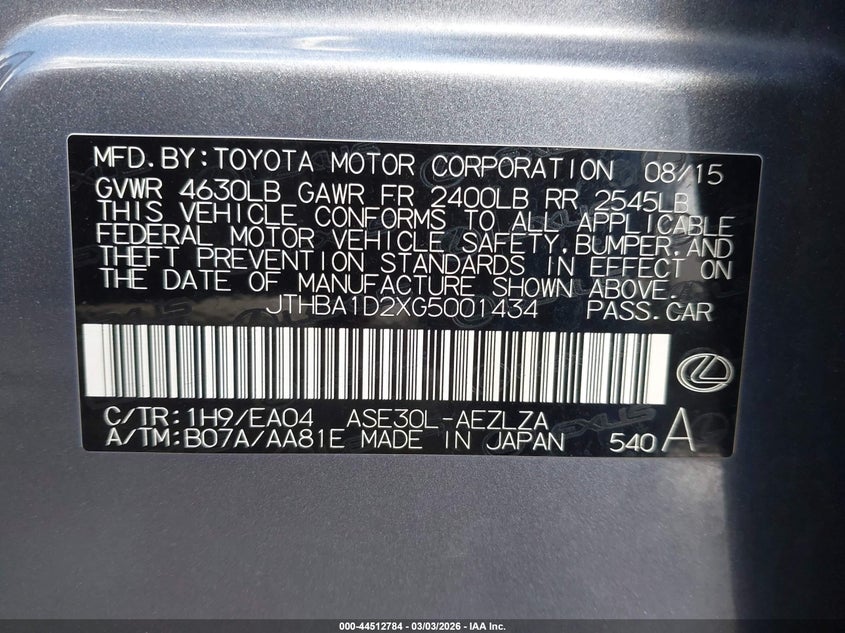 MFD.BY:TOYOTA MOTOR CORPORATION 08/15
GVWR 4630LB GAWR FR 2400LB RR 2545LB
THIS VEHICLE CONFORMS TO ALL APPLICABLE
FEDERAL MOTOR VEHICLE SAFETY,BUMPER,AND
THEFT PREVENTION STANDARDS IN EFFECT ON
THE DATE OF MANUFACTURE SHOWN ABOVE.
JTHBA1D2XG5001434 PASS.CAR
C/TR:1H9/EA04 ASE30L-AEZLZA
A/TM:B07A/AA81E MADE IN JAPAN 540 A
000-44512784 | 03/03/2026 - IAA Inc.